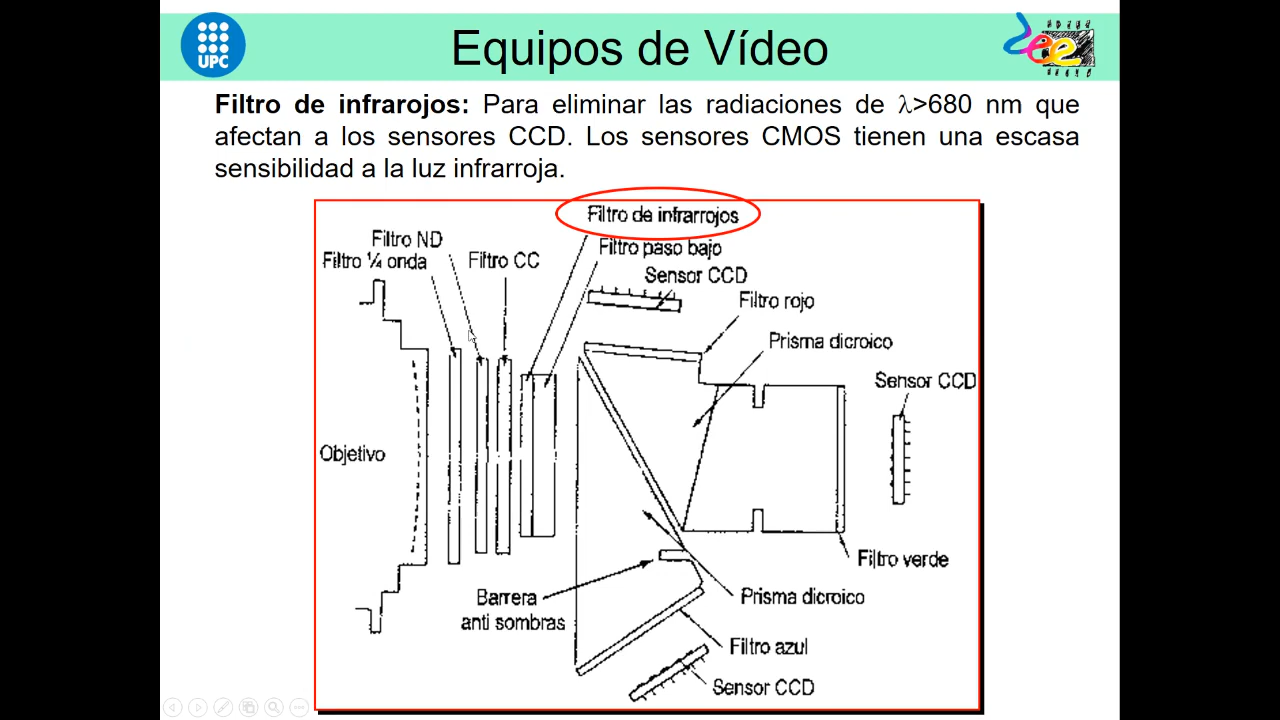 UPC
Equipos de Vídeo
Filtro de infrarojos: Para eliminar las radiaciones de λ>680 nm que
afectan a los sensores CCD. Los sensores CMOS tienen una escasa
sensibilidad a la luz infrarroja.
Filtro de infrarrojos
Filtro ND
Filtro paso bajo
Filtro ¼ onda
Filtro CC
Sensor CCD
Filtro rojo
Prisma dicroico
Sensor CCD
Objetivo
Filtro verde
Barrera
anti sombras
Prisma dicroico
Filtro azul
Sensor CCD